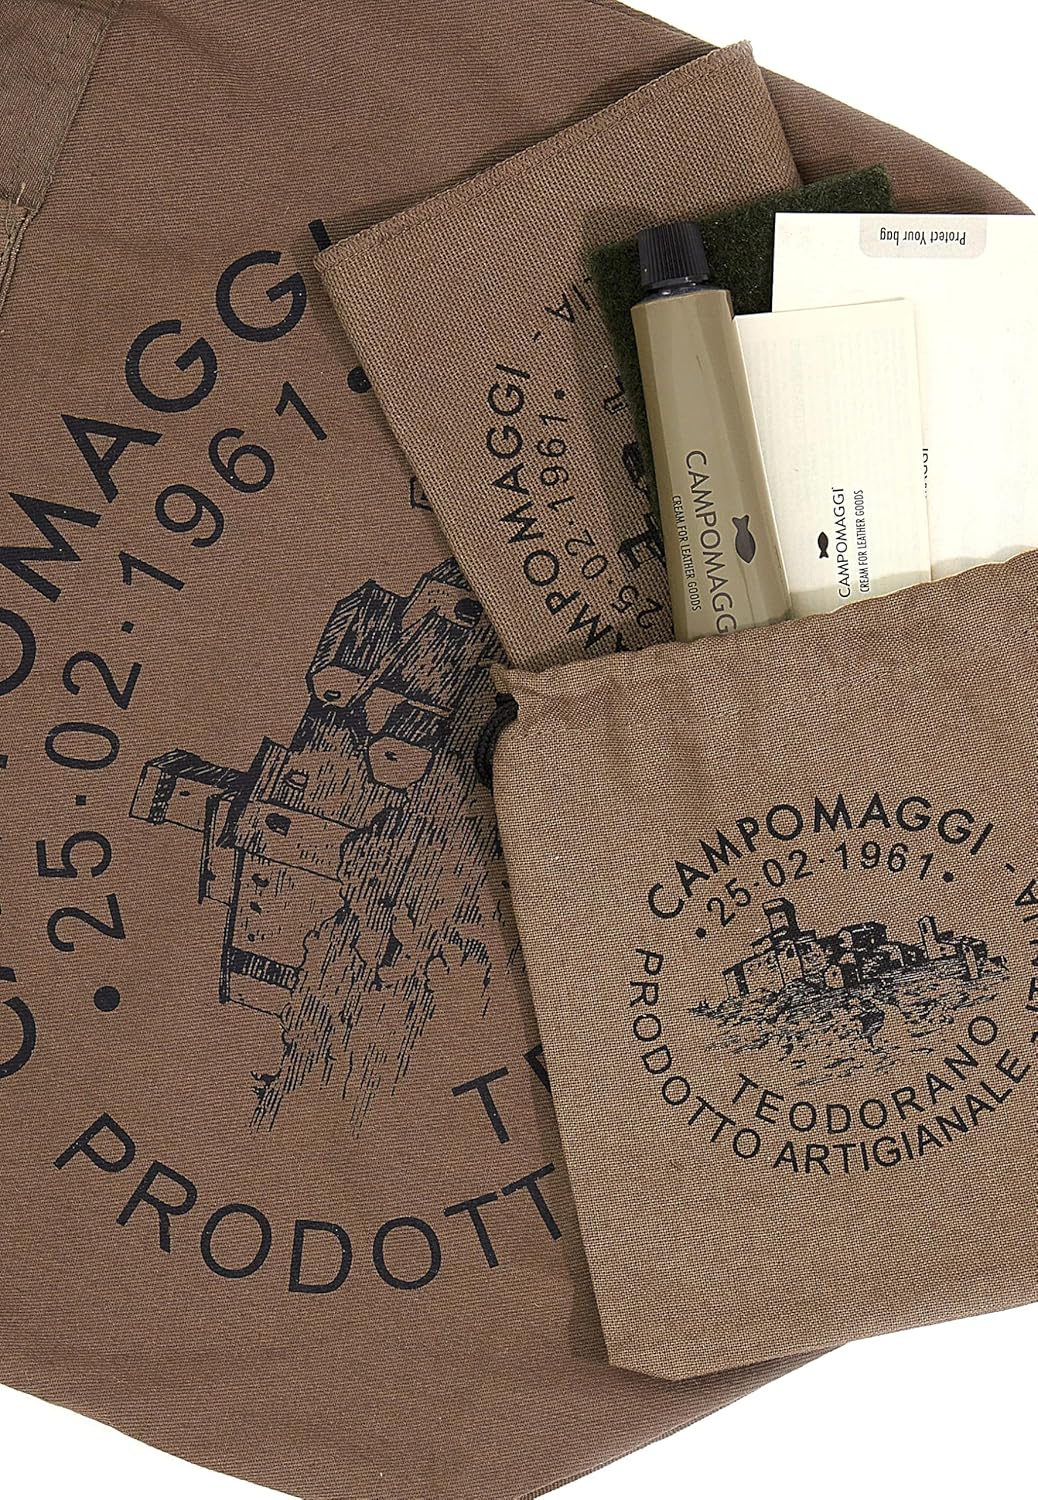 CAMPOMAGGI
• 25·02·1961 •
PRODOTT
CAMPOMAGGI -
25·02·1961 •
Protect Your bag
CAMPOMAGGI
CREAM FOR LEATHER GOODS
CAMPOMAGGI
CREAM FOR LEATHER GOODS
CAMPOMAGGI -
• 25·02·1961 •
TEODORANO
PRODOTTO ARTIGIANALE